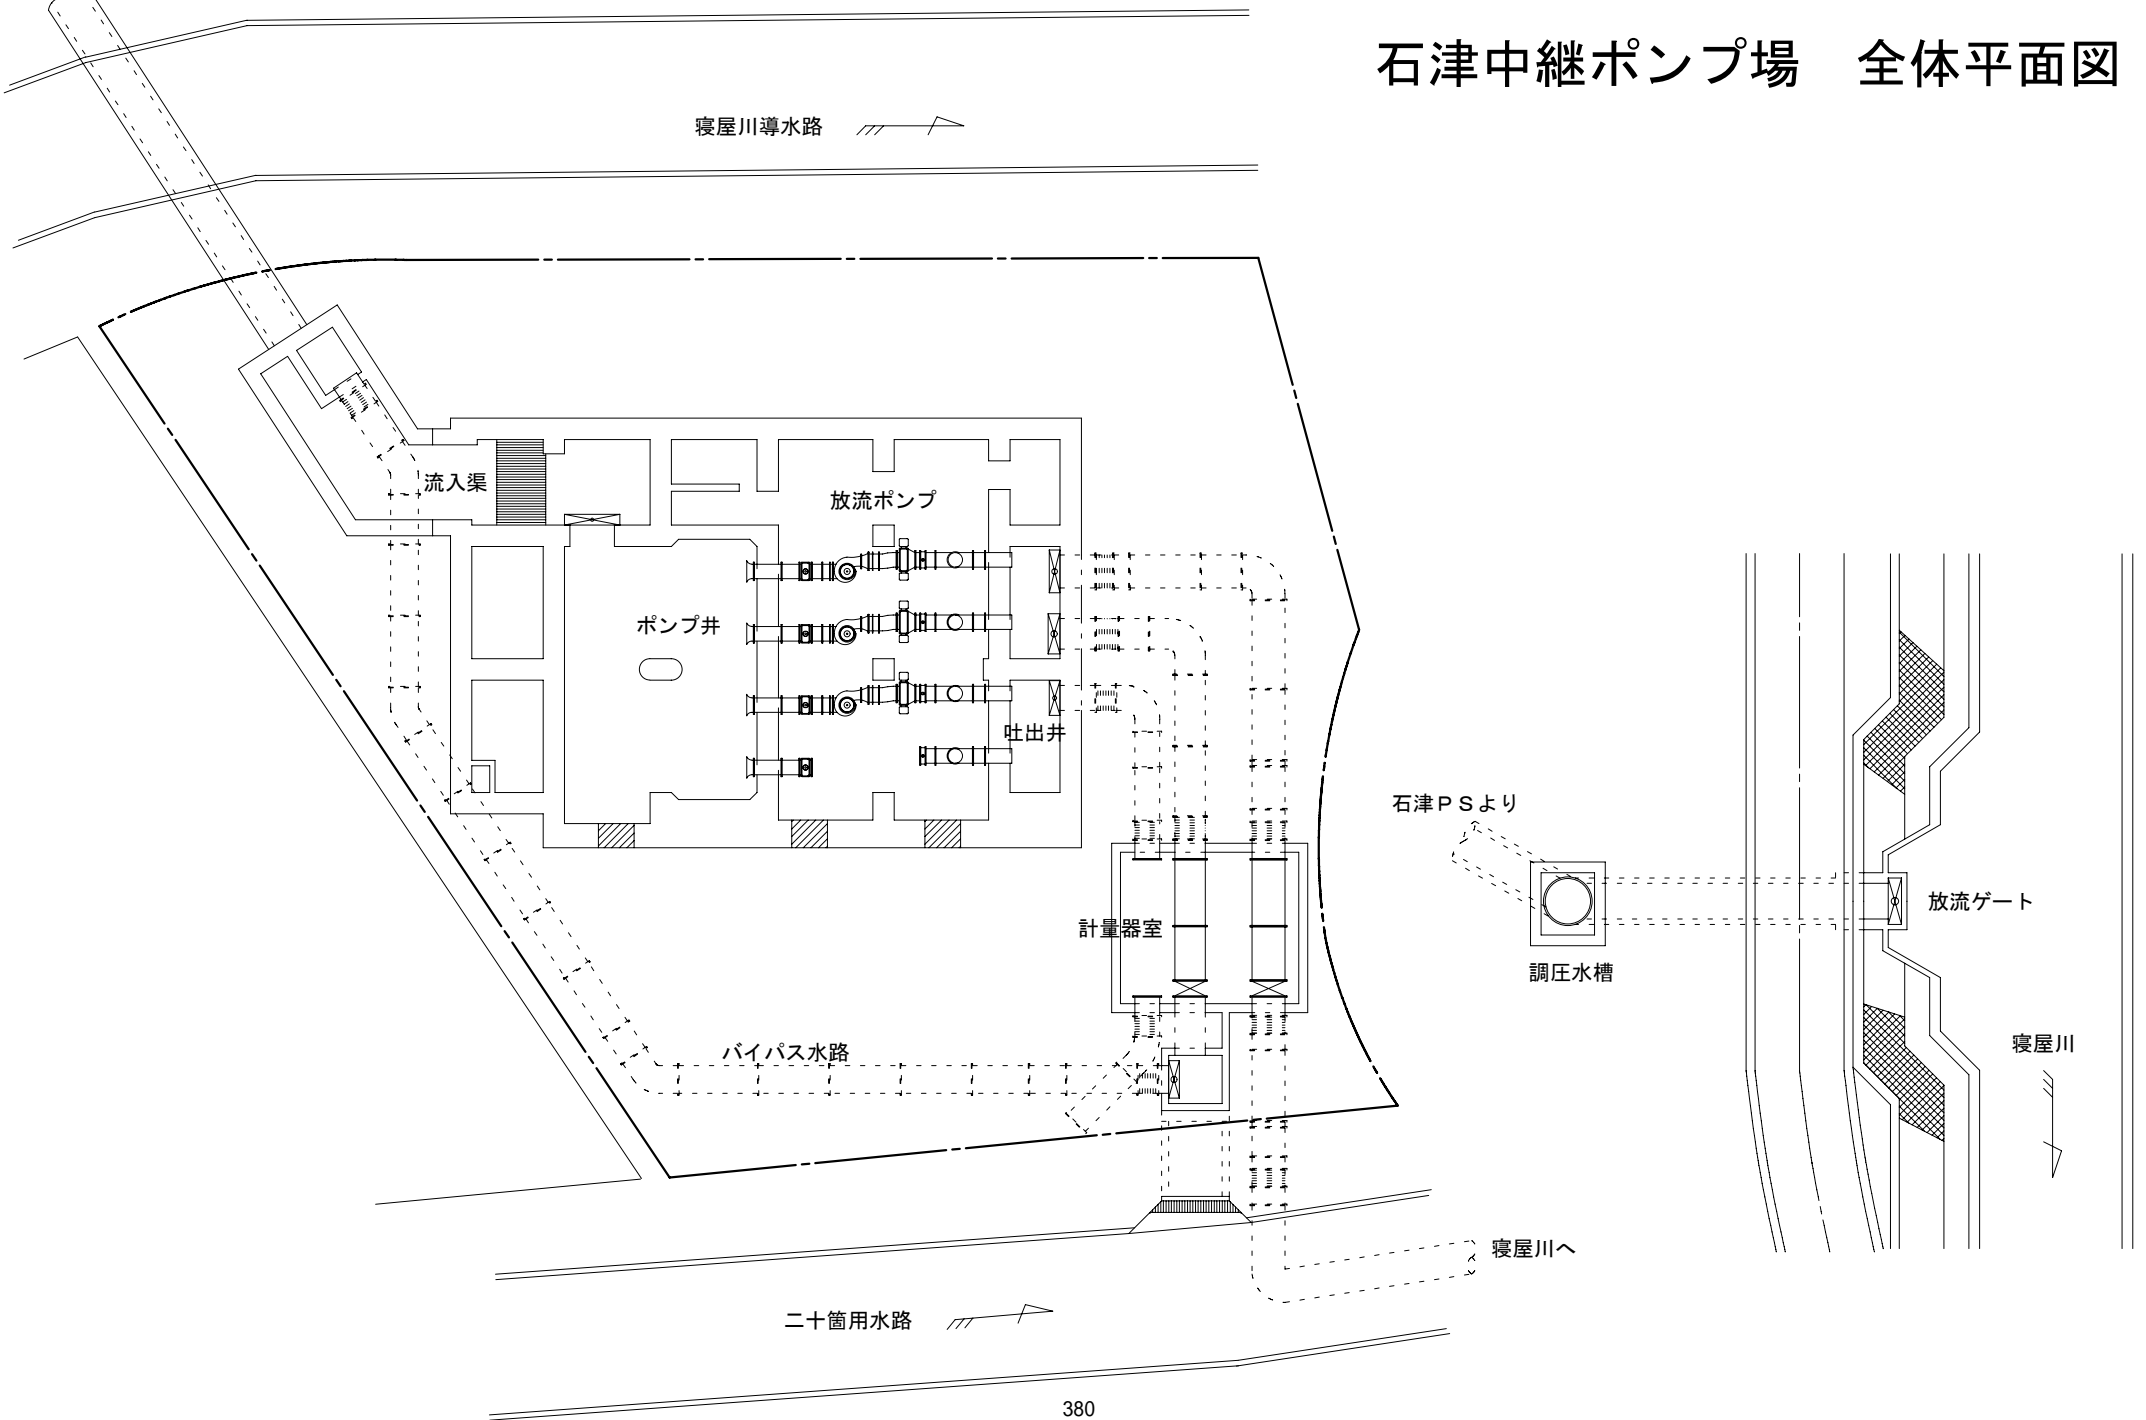 石津中継ポンプ場　全体平面図
寝屋川導水路
流入渠
放流ポンプ
ポンプ井
吐出井
石津ＰＳより
計量器室
放流ゲート
調圧水槽
寝屋川
バイパス水路
寝屋川へ
二十箇用水路
380